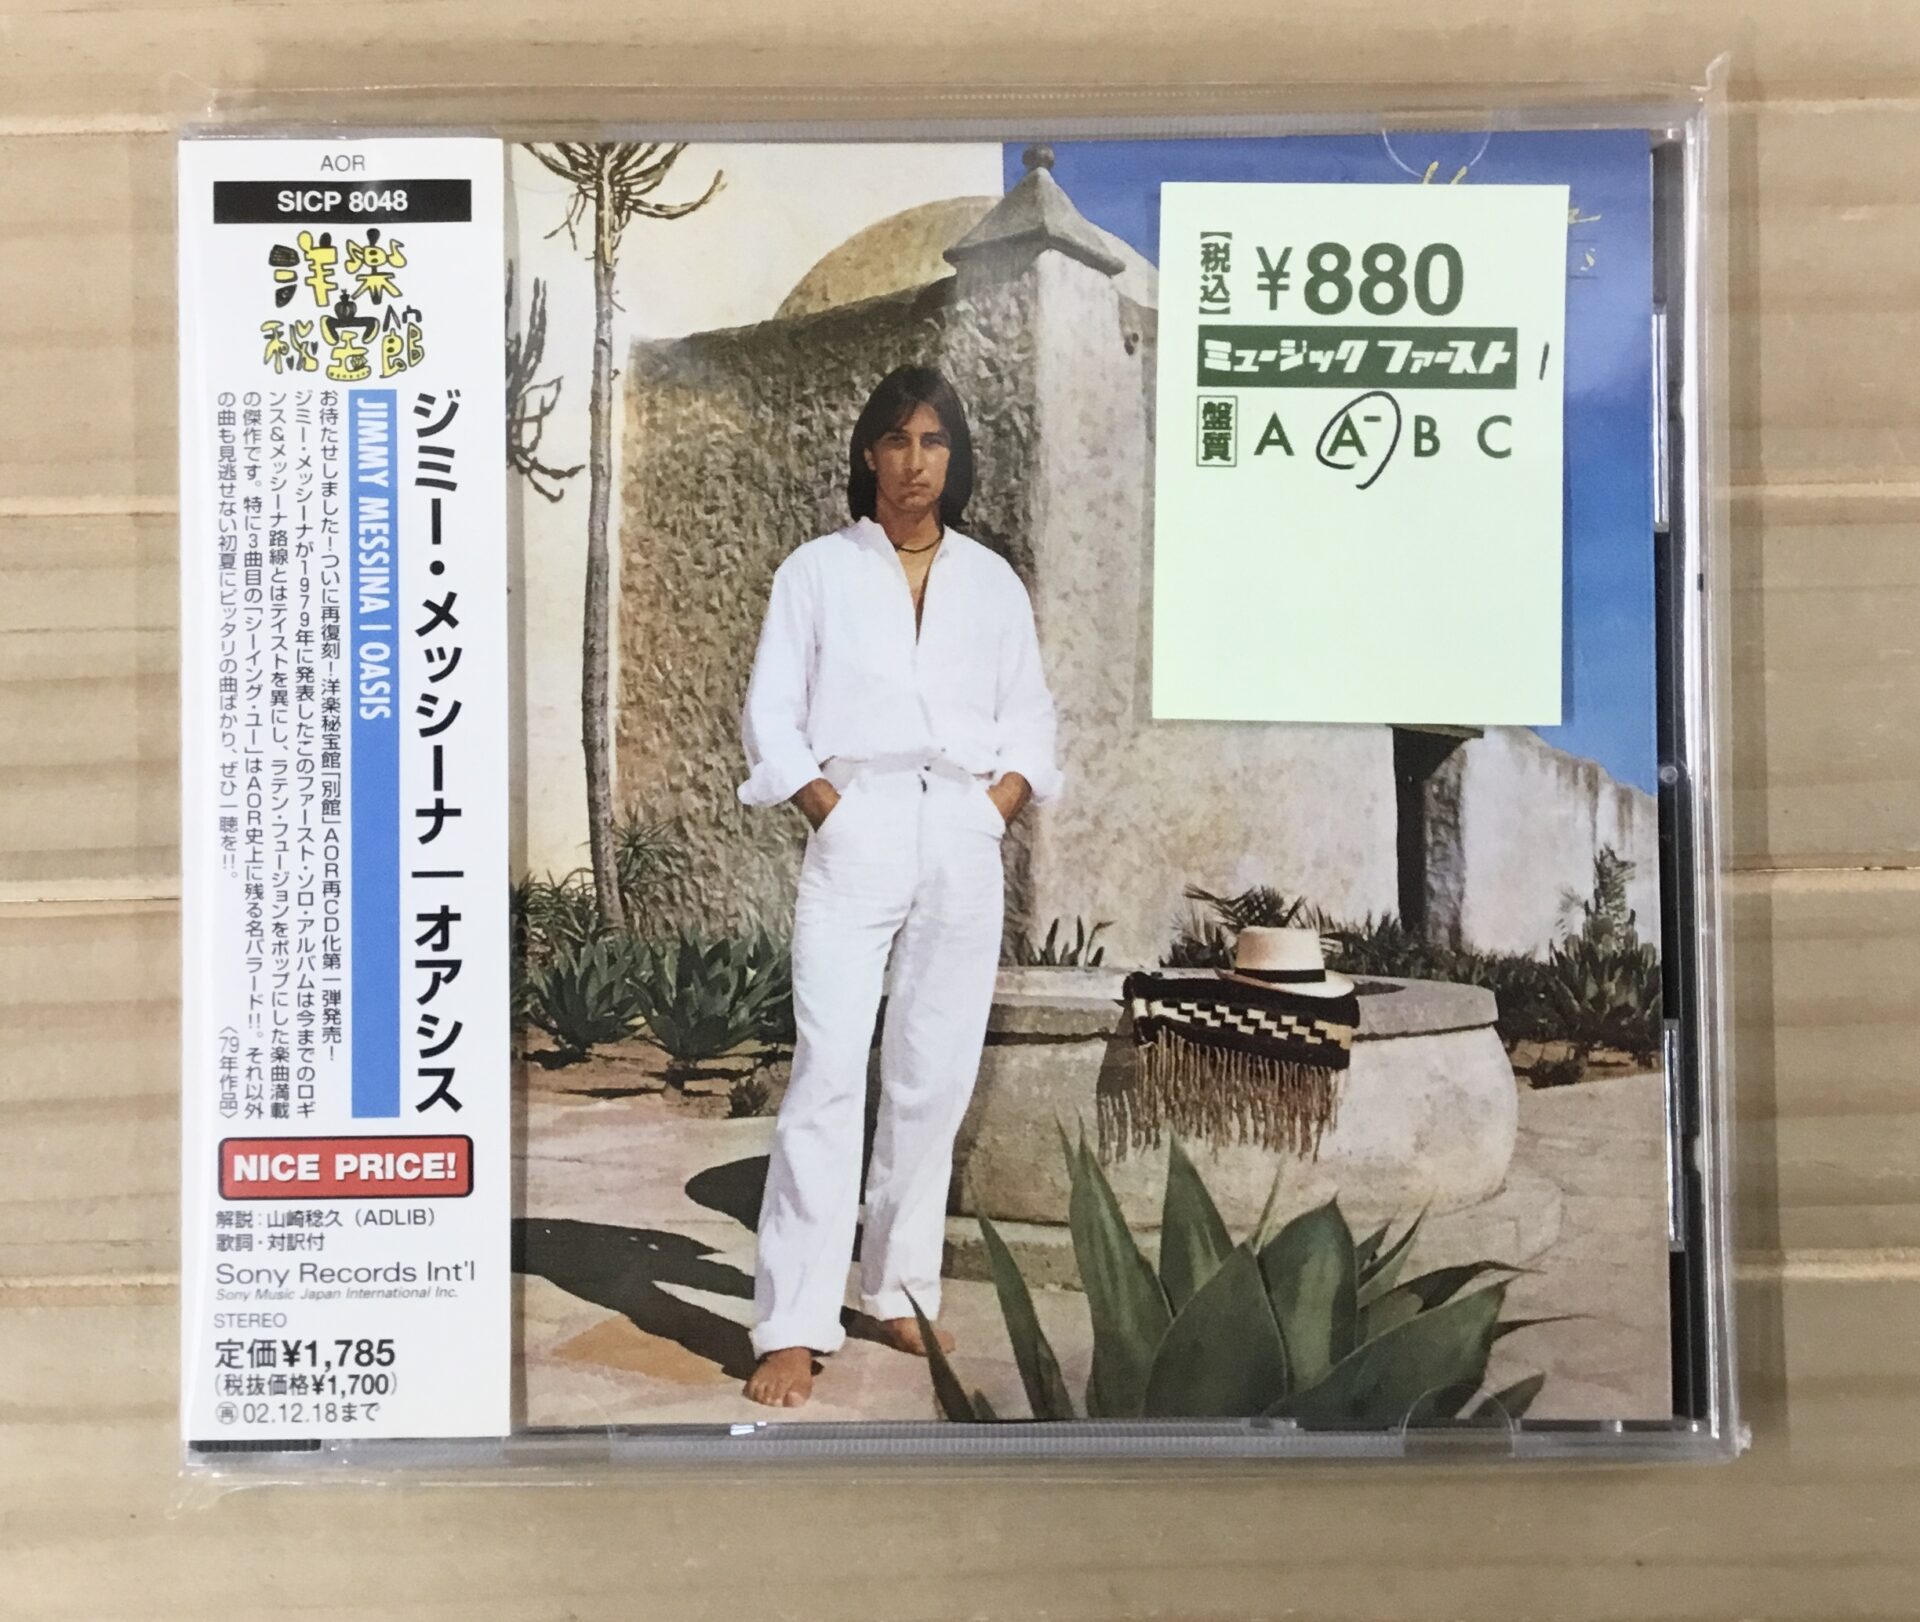 AOR
SICP 8048
洋楽
秘宝館
ジミー・メッシーナ｜オアシス
JIMMY MESSINA | OASIS
お待たせしました!ついに再復刻!洋楽秘宝館「別館」AOR再CD化第一弾発売!
ジミー・メッシーナが1979年に発表したこのファースト・ソロ・アルバムは今までのロギ
ンス&メッシーナ路線とはテイストを異にし、ラテン・フュージョンをポップにした楽曲満載
の傑作です。特に3曲目の「シーイング・ユー」はAOR史上に残る名バラード!!。それ以外
の曲も見逃せない初夏にピッタリの曲ばかり、ぜひ一聴を!!。
〈79年作品〉
NICE PRICE!
解説:山崎稔久(ADLIB)
歌詞・対訳付
Sony Records Int'l
Sony Music Japan International Inc.
STEREO
定価¥1,785
(税抜価格¥1,700)
再 02.12.18まで
【税込】 ¥880
ミュージック ファースト
盤質 A A- B C